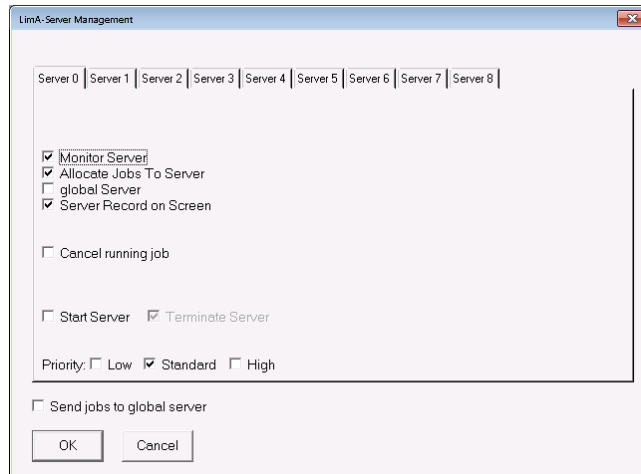 LimA-Server Management
Server 0 Server 1 Server 2 Server 3 Server 4 Server 5 Server 6 Server 7 Server 8
Monitor Server
Allocate Jobs To Server
global Server
Server Record on Screen
Cancel running job
Start Server Terminate Server
Priority: Low Standard High
Send jobs to global server
OK Cancel